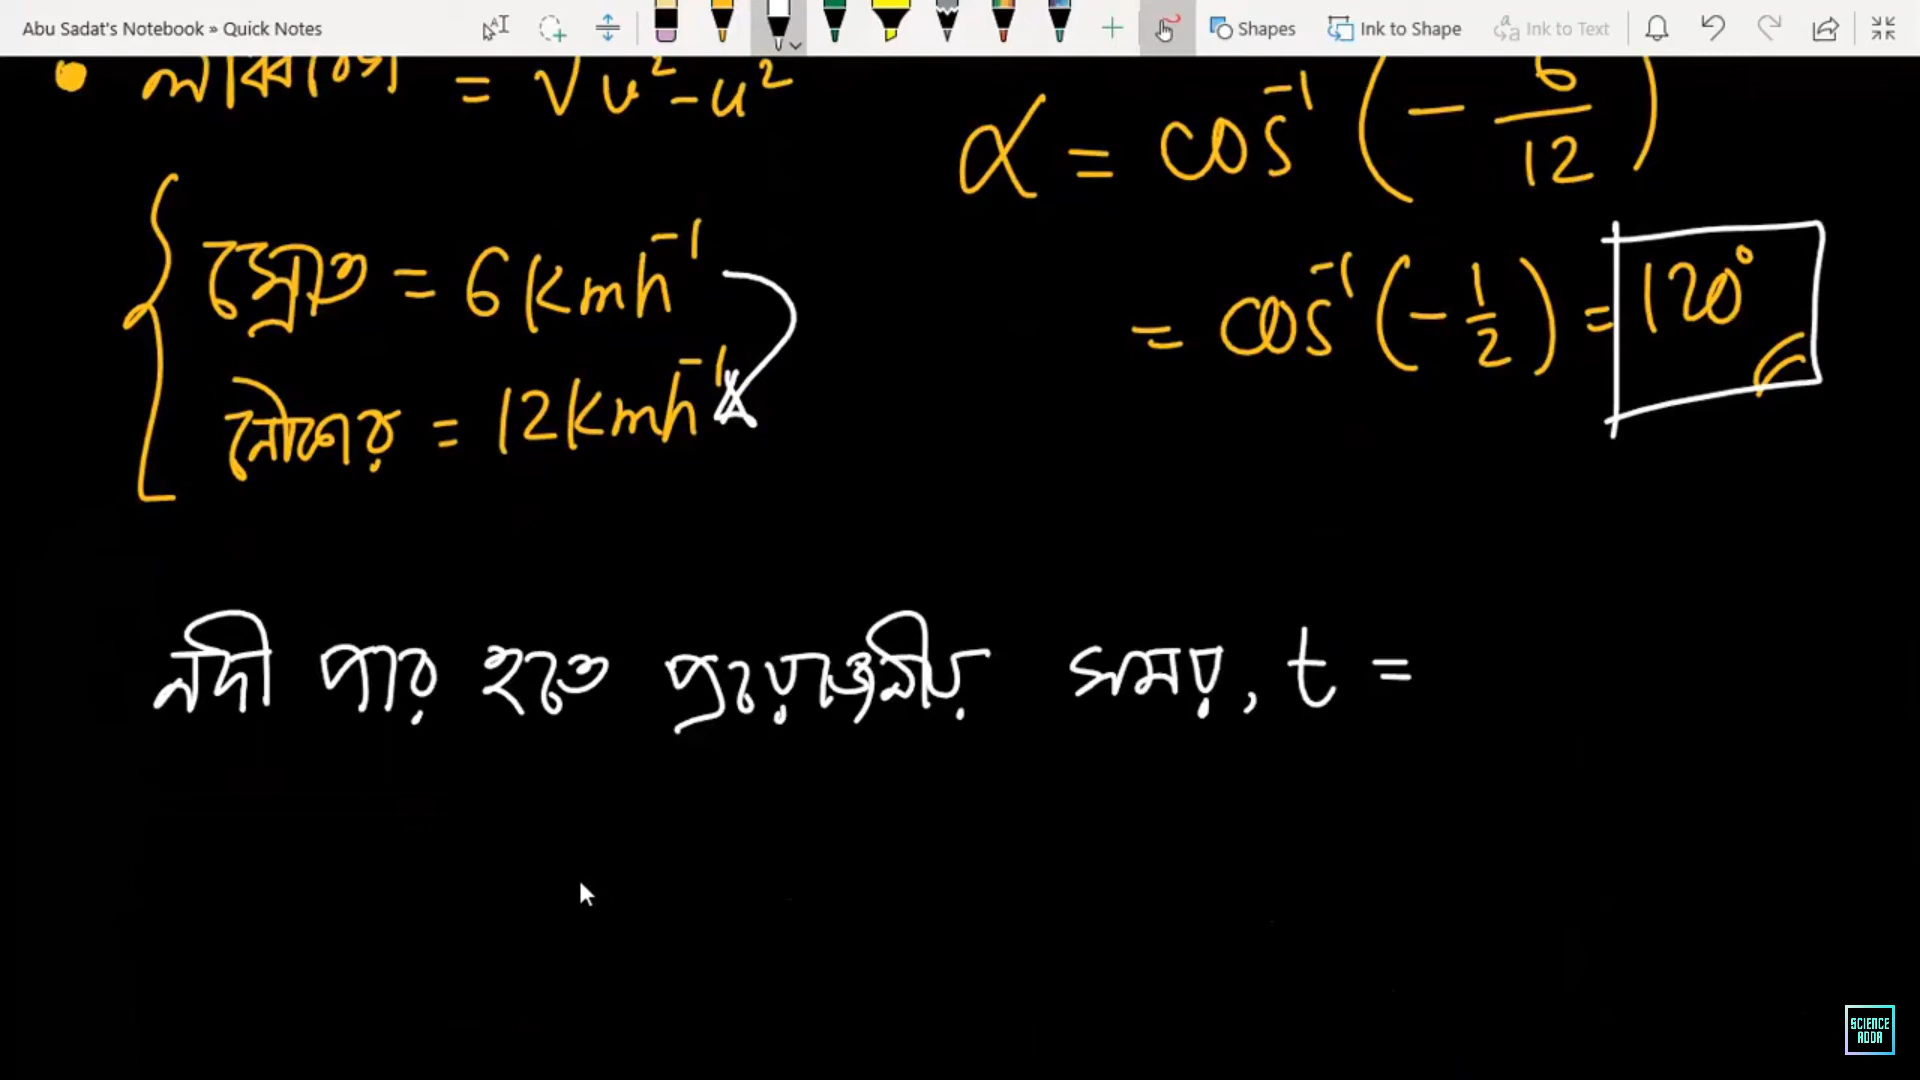 Abu Sadat's Notebook » Quick Notes
Shapes
Ink to Shape
Ink to Text
= √v²-u²
α = cos⁻¹ (- 6/12)
স্রোত = 6 kmh⁻¹
= cos⁻¹ (- 1/2) = 120°
নৌকার = 12 kmh⁻¹
নদী পার হতে প্রয়োজনীয় সময়, t =
SCIENCE
ADDA